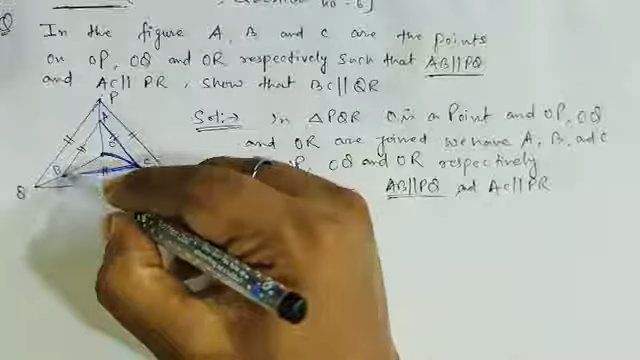 Q In the figure A, B and C are the points
on OP, OQ and OR respectively such that AB||PQ
and AC|| PR, show that BC|| QR
Sol:→ In △PQR O is a Point and OP, OQ
and OR are joined we have A, B, and C
OQ and OR respectively
AB||PQ and AC||PR
P
A
O
B
C
Q